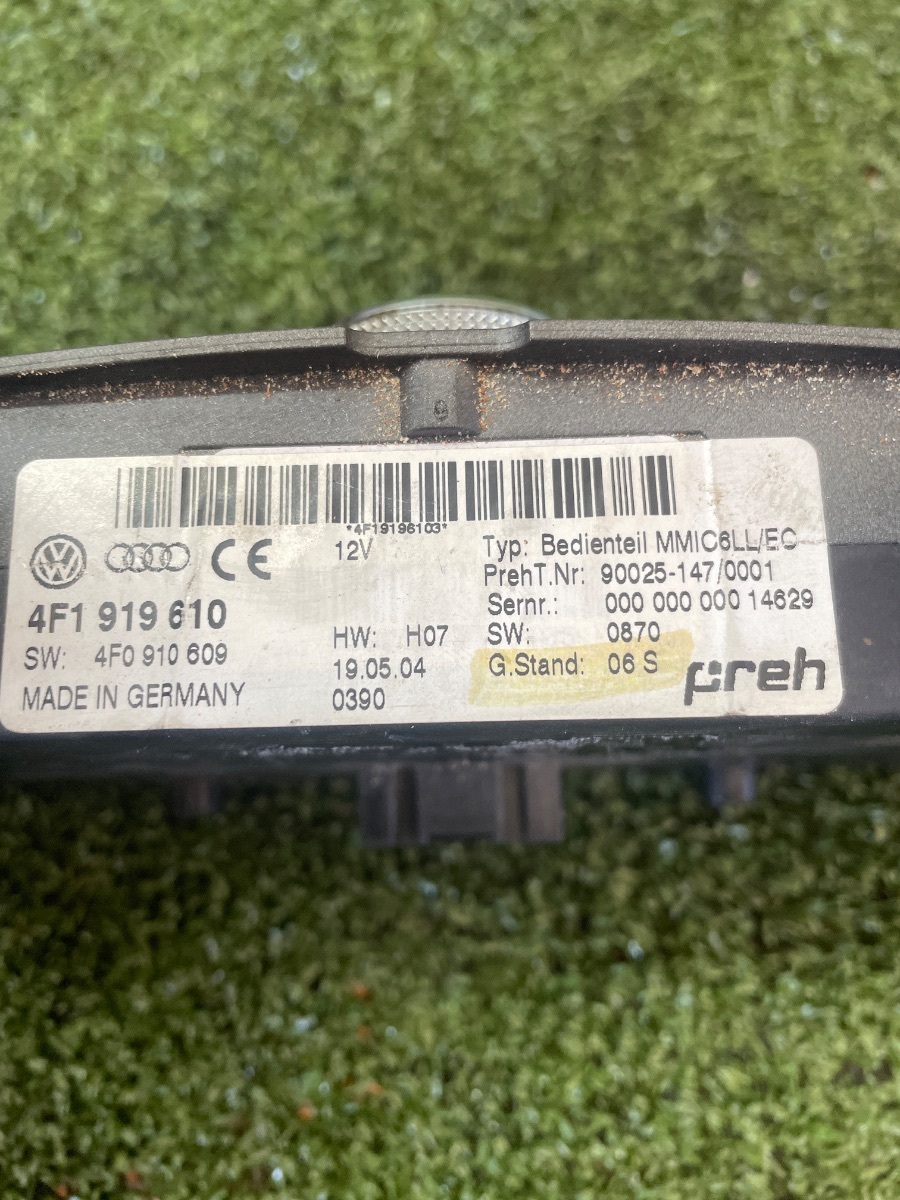 *4F19196103*
12V
Typ: Bedienteil MMIC6LL/EC
PrehT.Nr: 90025-147/0001
4F1 919 610
Sernr.: 000 000 000 14629
HW: H07
SW: 0870
SW: 4F0 910 609
19.05.04
G.Stand: 06 S
preh
MADE IN GERMANY
0390